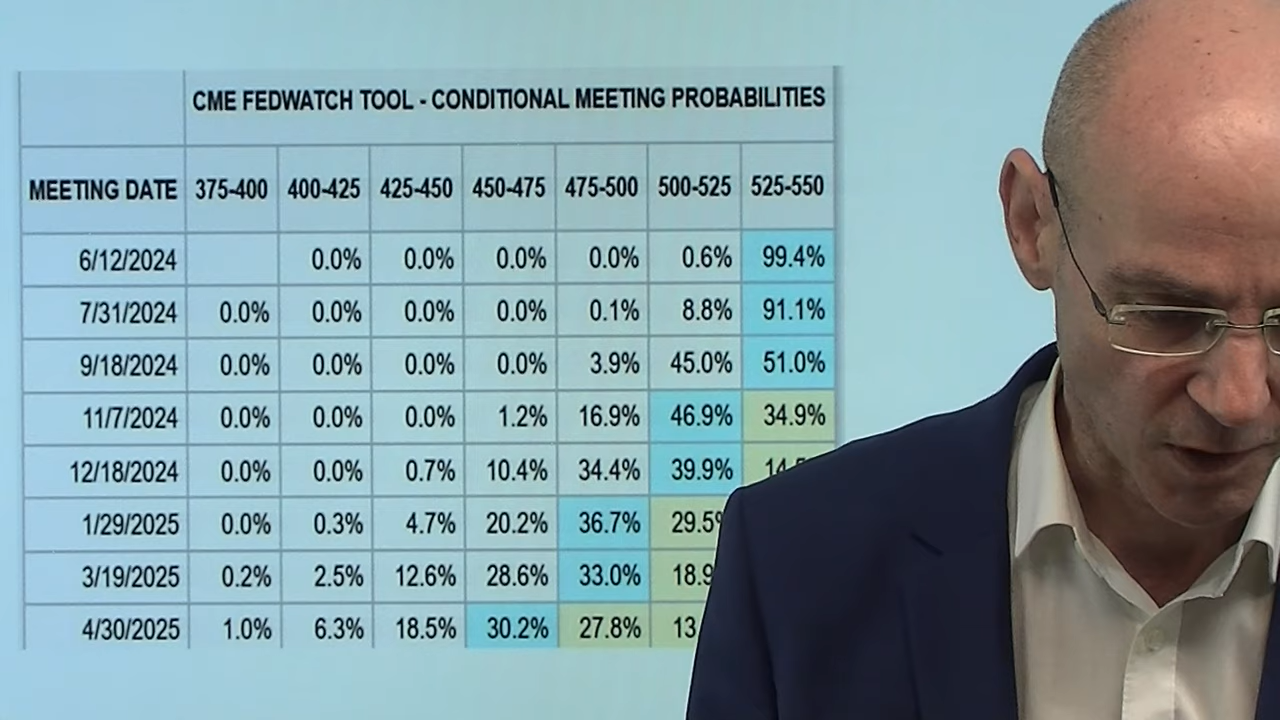 CME FEDWATCH TOOL - CONDITIONAL MEETING PROBABILITIES
MEETING DATE 375-400 400-425 425-450 450-475 475-500 500-525 525-550
6/12/2024 0.0% 0.0% 0.0% 0.0% 0.6% 99.4%
7/31/2024 0.0% 0.0% 0.0% 0.0% 0.1% 8.8% 91.1%
9/18/2024 0.0% 0.0% 0.0% 0.0% 3.9% 45.0% 51.0%
11/7/2024 0.0% 0.0% 0.0% 1.2% 16.9% 46.9% 34.9%
12/18/2024 0.0% 0.0% 0.7% 10.4% 34.4% 39.9%
1/29/2025 0.0% 0.3% 4.7% 20.2% 36.7% 29.5%
3/19/2025 0.2% 2.5% 12.6% 28.6% 33.0% 18.9
4/30/2025 1.0% 6.3% 18.5% 30.2% 27.8% 13